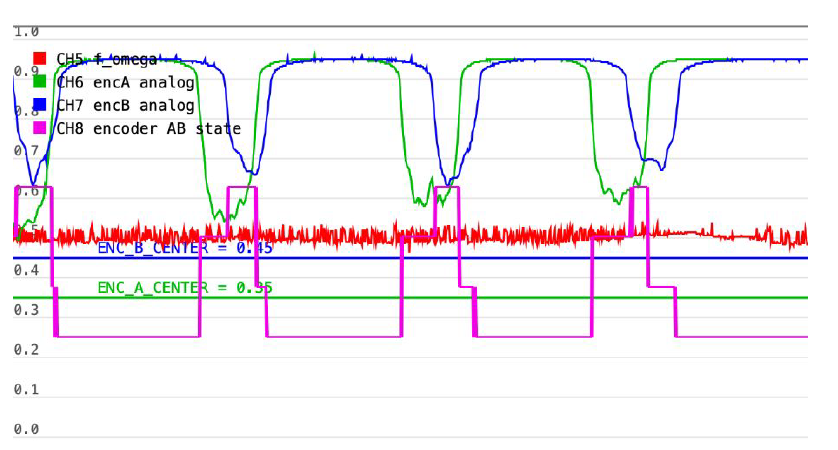 1.0
CH5 f_omega
0.9
CH6 encA analog
CH7 encB analog
0.8
CH8 encoder AB state
0.7
0.6
ENC_B_CENTER = 0.45
0.4
ENC_A_CENTER = 0.35
0.3
0.2
0.1
0.0